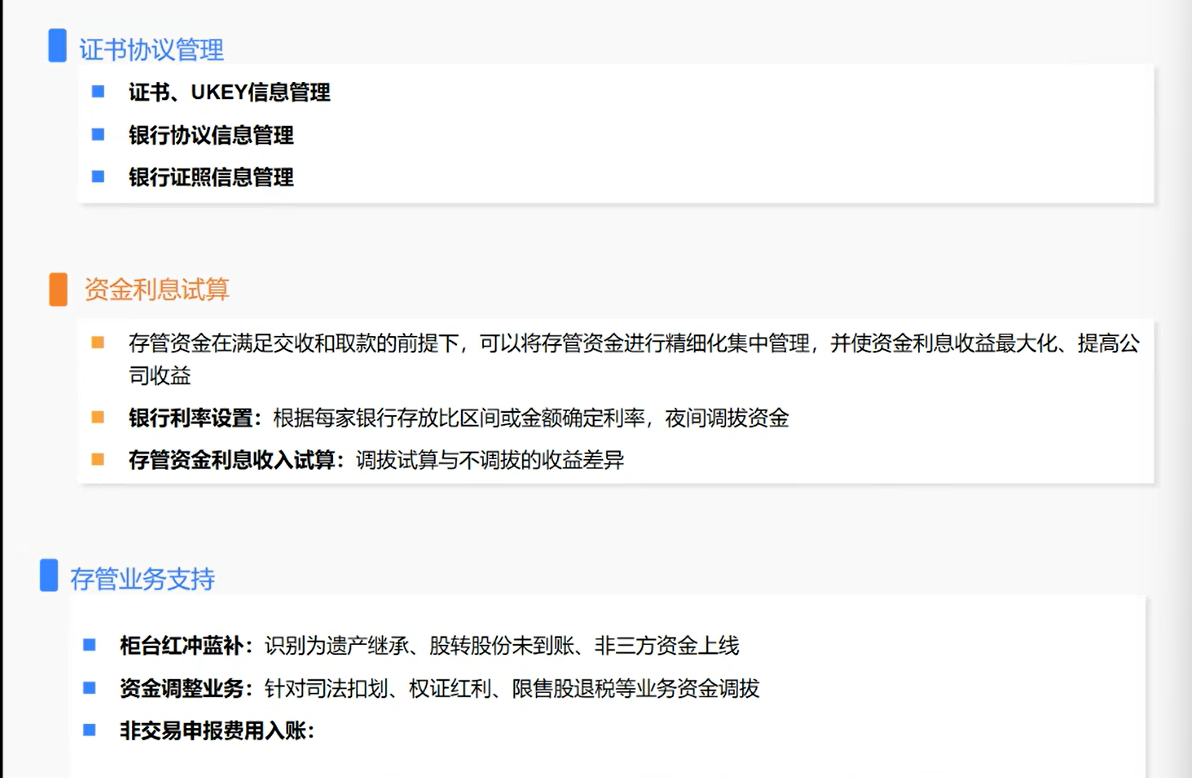 证书协议管理
证书、UKEY信息管理
银行协议信息管理
银行证照信息管理
资金利息试算
存管资金在满足交收和取款的前提下，可以将存管资金进行精细化集中管理，并使资金利息收益最大化、提高公
司收益
银行利率设置：根据每家银行存放比区间或金额确定利率，夜间调拔资金
存管资金利息收入试算：调拔试算与不调拔的收益差异
存管业务支持
柜台红冲蓝补：识别为遗产继承、股转股份未到账、非三方资金上线
资金调整业务：针对司法扣划、权证红利、限售股退税等业务资金调拔
非交易申报费用入账：